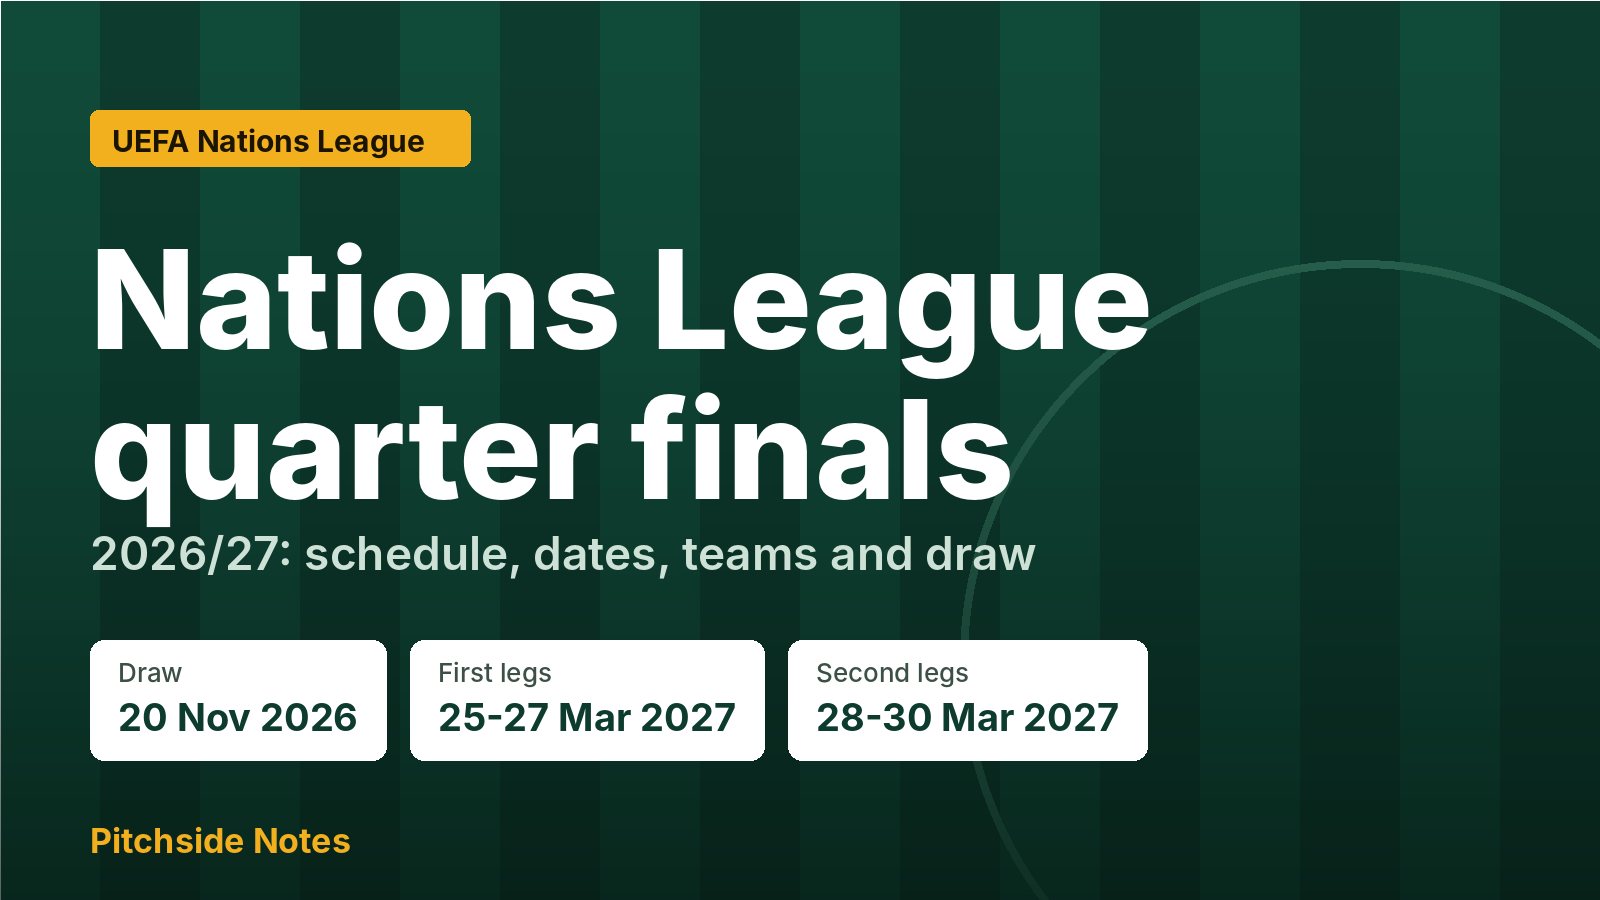 UEFA Nations League
Nations League
quarter finals
2026/27: schedule, dates, teams and draw
Draw
20 Nov 2026
First legs
25-27 Mar 2027
Second legs
28-30 Mar 2027
Pitchside Notes